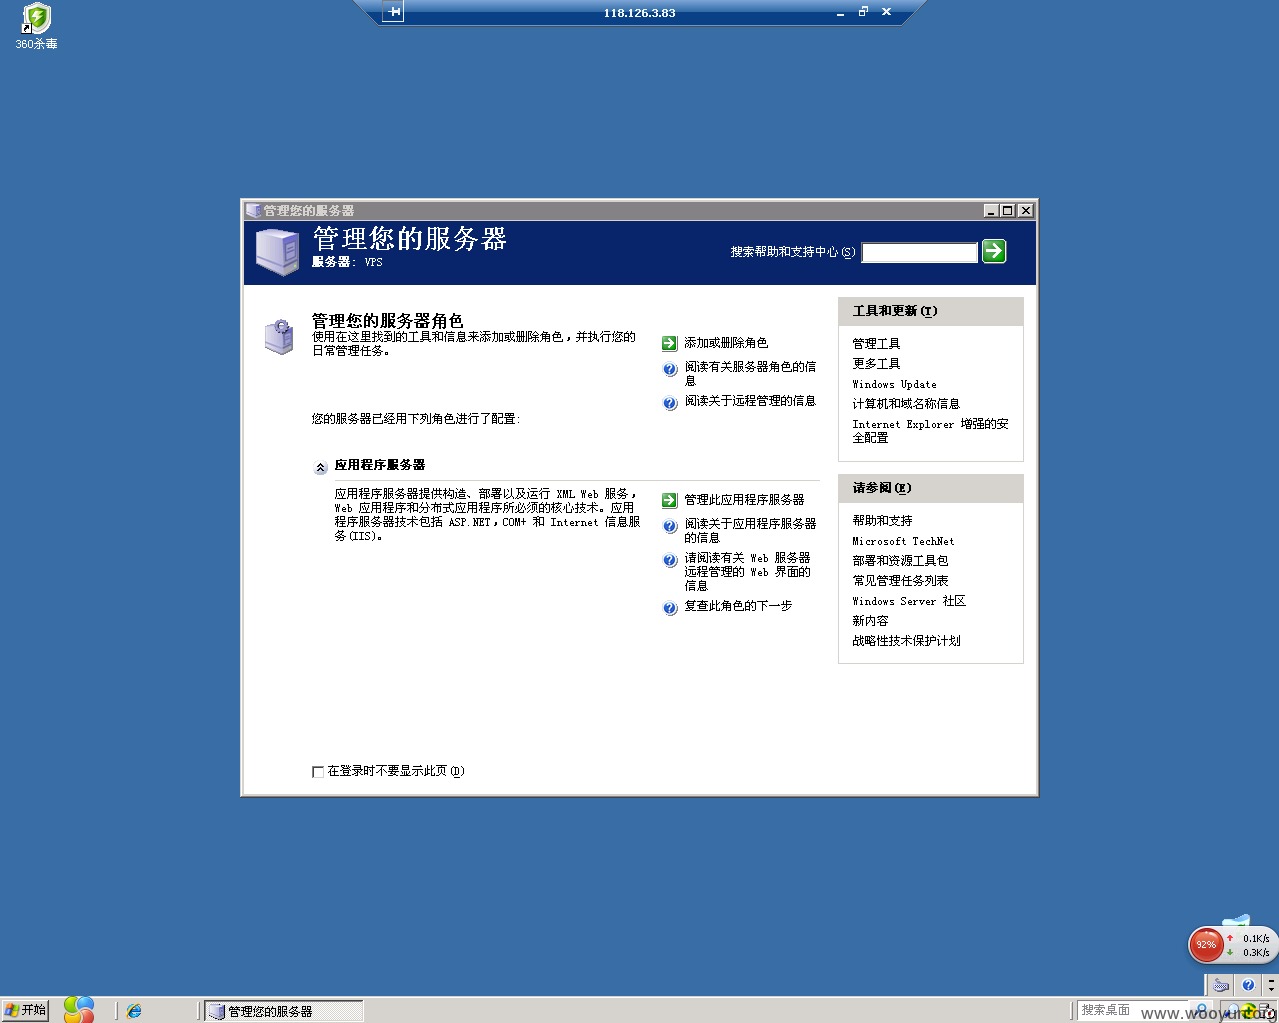 118.126.3.83
360杀毒
管理您的服务器
管理您的服务器
服务器: VPS
搜索帮助和支持中心(S)
管理您的服务器角色
使用在这里找到的工具和信息来添加或删除角色，并执行您的
日常管理任务。
添加或删除角色
阅读有关服务器角色的信
息
阅读关于远程管理的信息
您的服务器已经用下列角色进行了配置:
应用程序服务器
应用程序服务器提供构造、部署以及运行 XML Web 服务，
Web 应用程序和分布式应用程序所必须的核心技术。应用
程序服务器技术包括 ASP.NET，COM+ 和 Internet 信息服
务(IIS)。
管理此应用程序服务器
阅读关于应用程序服务器
的信息
请阅读有关 Web 服务器
远程管理的 Web 界面的
信息
复查此角色的下一步
工具和更新(T)
管理工具
更多工具
Windows Update
计算机和域名称信息
Internet Explorer 增强的安
全配置
请参阅(E)
帮助和支持
Microsoft TechNet
部署和资源工具包
常见管理任务列表
Windows Server 社区
新内容
战略性技术保护计划
在登录时不要显示此页(D)
92%
0.1K/s
0.3K/s
开始
管理您的服务器
搜索桌面
www.wooyun.org